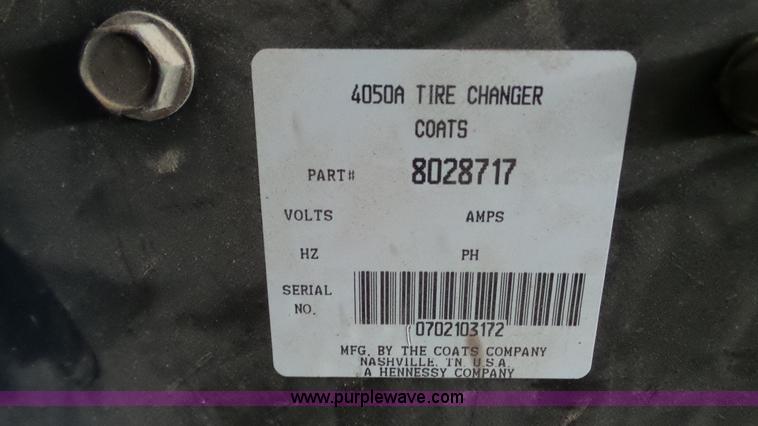 4050A TIRE CHANGER
COATS
PART# 8028717
VOLTS AMPS
HZ PH
SERIAL
NO.
0702103172
MFG. BY THE COATS COMPANY
NASHVILLE, TN. U.S.A.
A HENNESSY COMPANY
www.purplewave.com